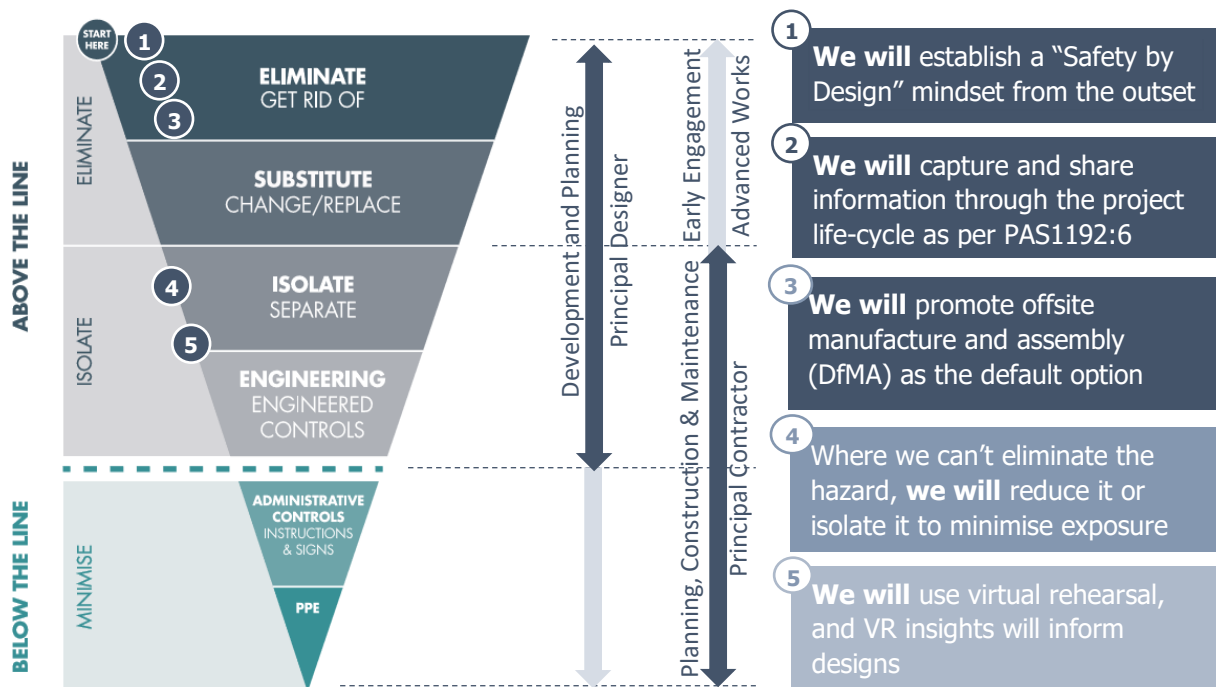 START
HERE
1
2
3
ELIMINATE
GET RID OF
SUBSTITUTE
CHANGE/REPLACE
4
ISOLATE
SEPARATE
5
ENGINEERING
ENGINEERED
CONTROLS
ADMINISTRATIVE
CONTROLS
INSTRUCTIONS
& SIGNS
PPE
ELIMINATE
ISOLATE
MINIMISE
ABOVE THE LINE
BELOW THE LINE
Development and Planning
Principal Designer
Early Engagement
Advanced Works
Planning, Construction & Maintenance
Principal Contractor
1
We will establish a “Safety by
Design” mindset from the outset
2
We will capture and share
information through the project
life-cycle as per PAS1192:6
3
We will promote offsite
manufacture and assembly
(DfMA) as the default option
4
Where we can’t eliminate the
hazard, we will reduce it or
isolate it to minimise exposure
5
We will use virtual rehearsal,
and VR insights will inform
designs